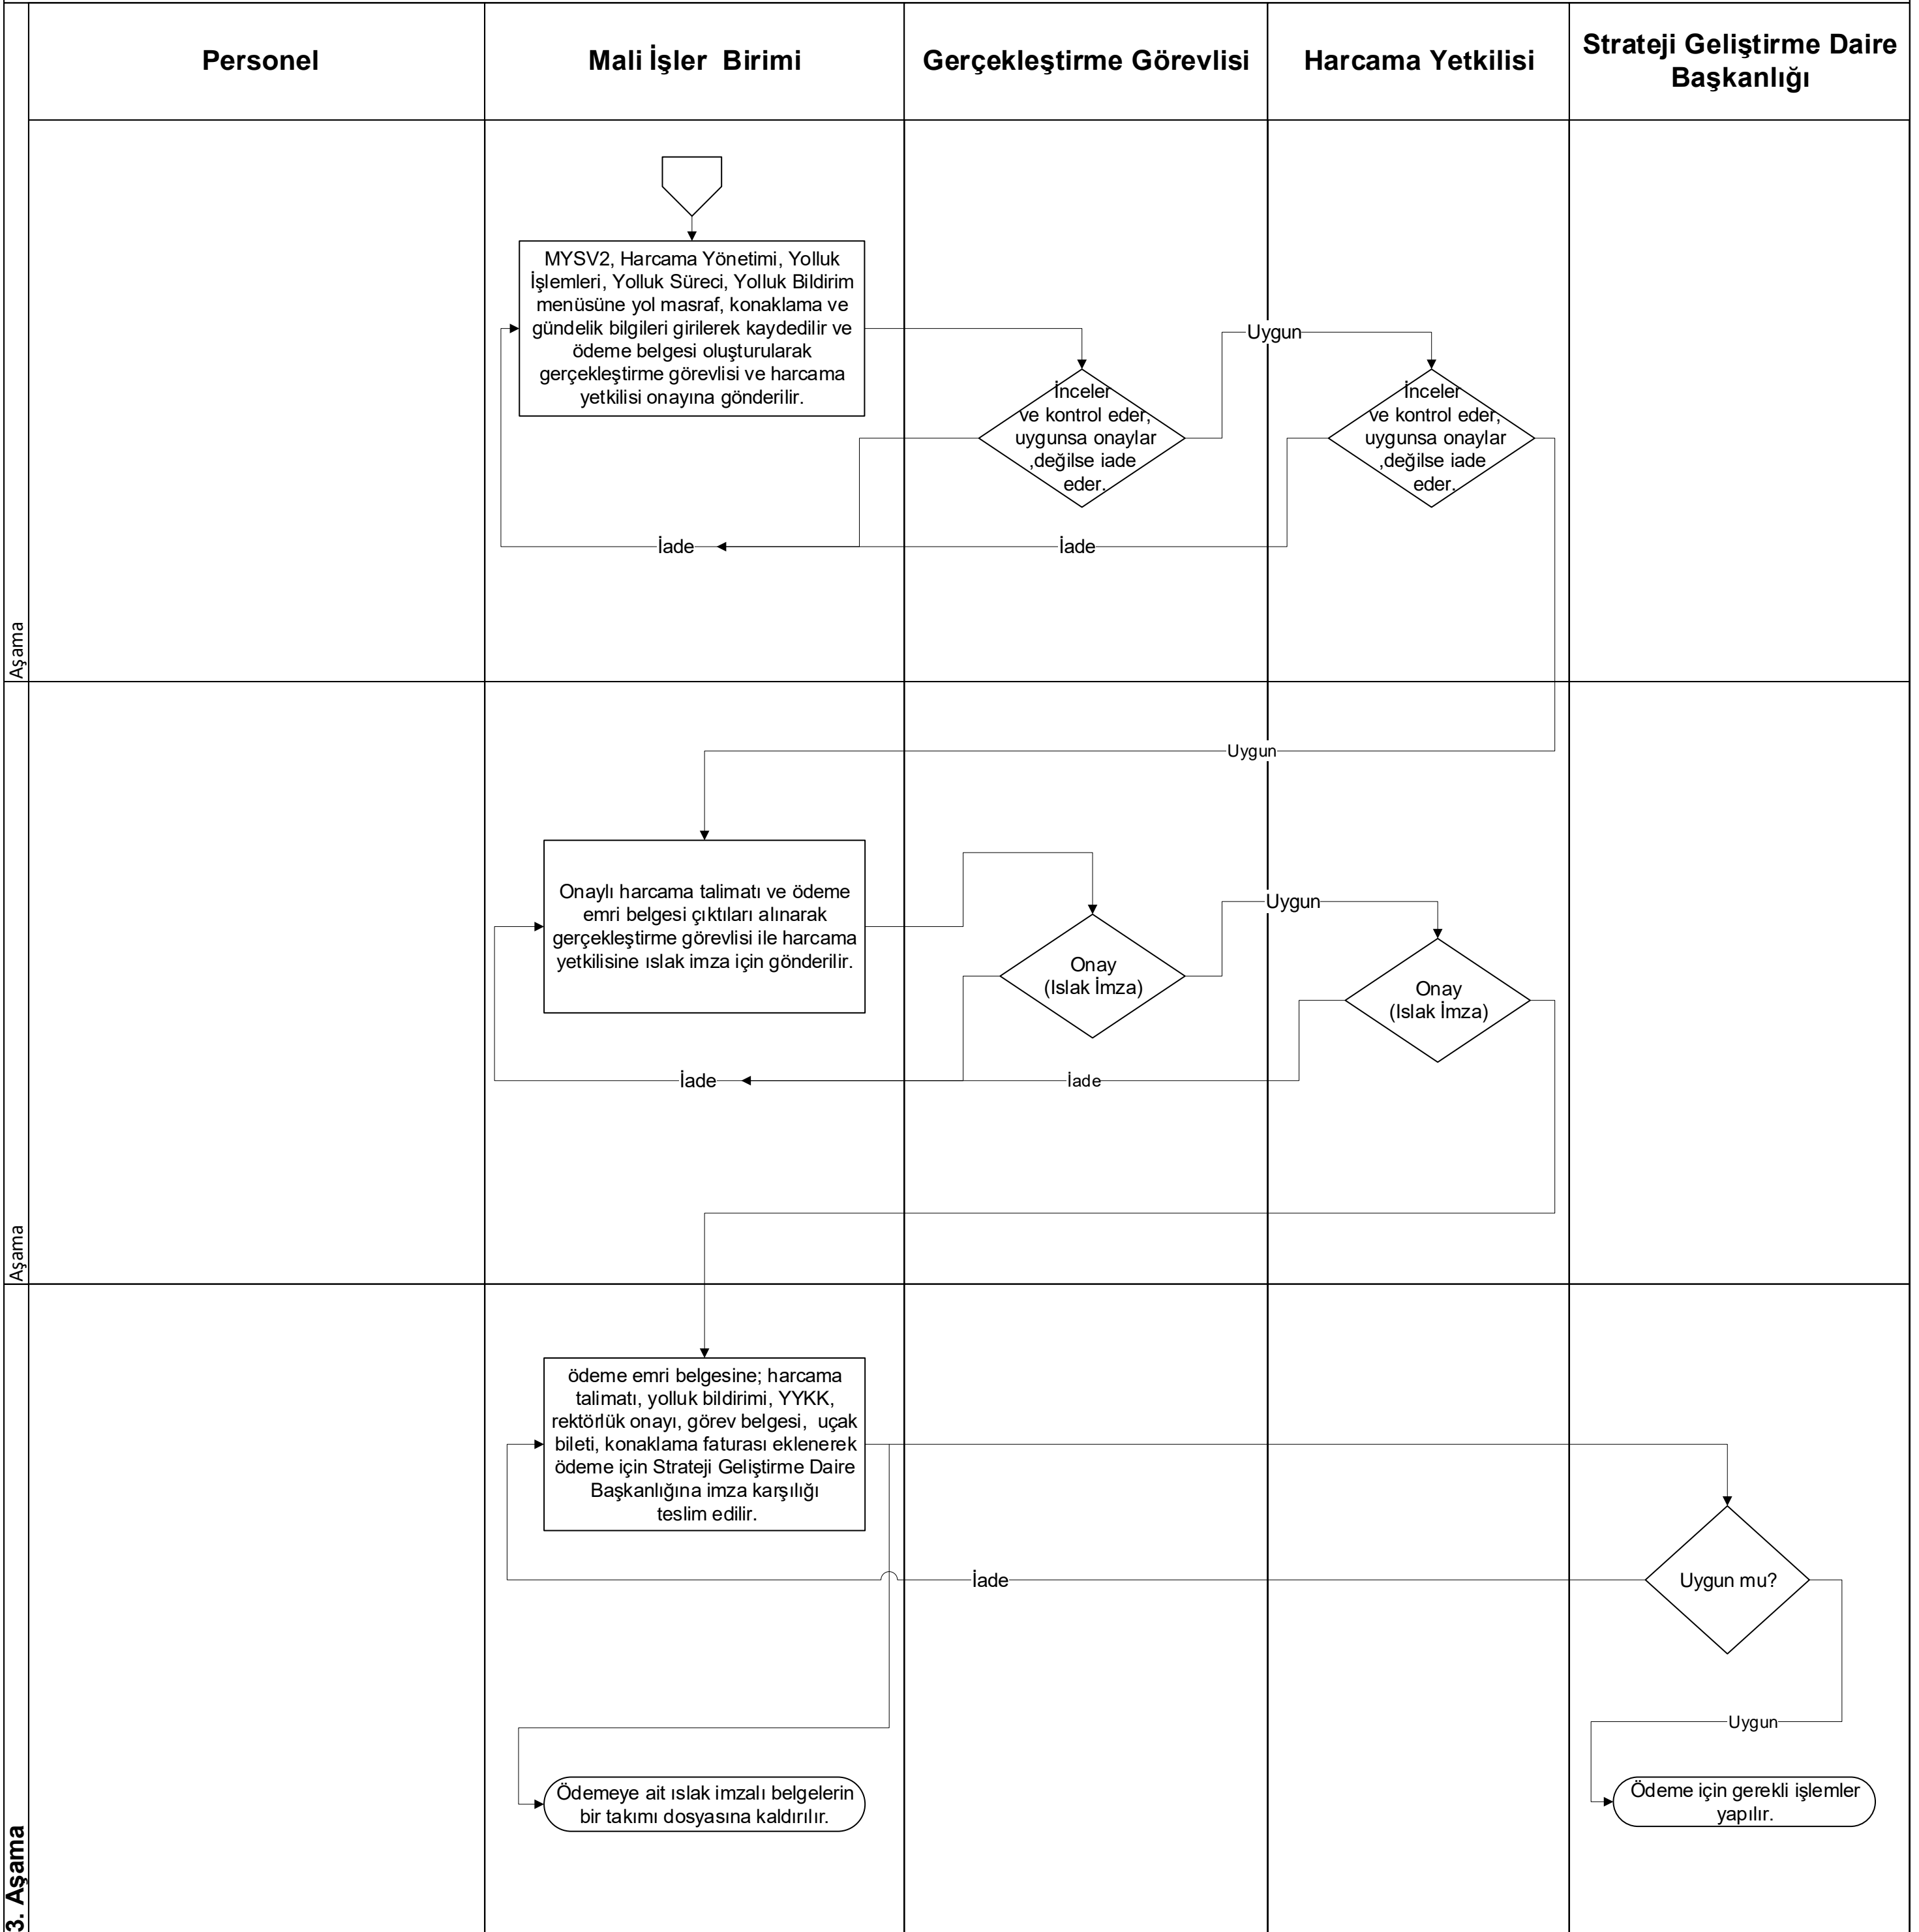 Personel
Mali İşler  Birimi
Gerçekleştirme Görevlisi
Harcama Yetkilisi
Strateji Geliştirme Daire
Başkanlığı
MYSV2, Harcama Yönetimi, Yolluk
İşlemleri, Yolluk Süreci, Yolluk Bildirim
menüsüne yol masraf, konaklama ve
gündelik bilgileri girilerek kaydedilir ve
ödeme belgesi oluşturularak
gerçekleştirme görevlisi ve harcama
yetkilisi onayına gönderilir.
Uygun
İnceler
ve kontrol eder,
uygunsa onaylar
,değilse iade
eder.
İnceler
ve kontrol eder,
uygunsa onaylar
,değilse iade
eder.
İade
İade
Aşama
Uygun
Onaylı harcama talimatı ve ödeme
emri belgesi çıktıları alınarak
gerçekleştirme görevlisi ile harcama
yetkilisine ıslak imza için gönderilir.
Uygun
Onay
(Islak İmza)
Onay
(Islak İmza)
İade
İade
Aşama
ödeme emri belgesine; harcama
talimatı, yolluk bildirimi, YYKK,
rektörlük onayı, görev belgesi,  uçak
bileti, konaklama faturası eklenerek
ödeme için Strateji Geliştirme Daire
Başkanlığına imza karşılığı
teslim edilir.
İade
Uygun mu?
Uygun
Ödemeye ait ıslak imzalı belgelerin
bir takımı dosyasına kaldırılır.
Ödeme için gerekli işlemler
yapılır.
3. Aşama